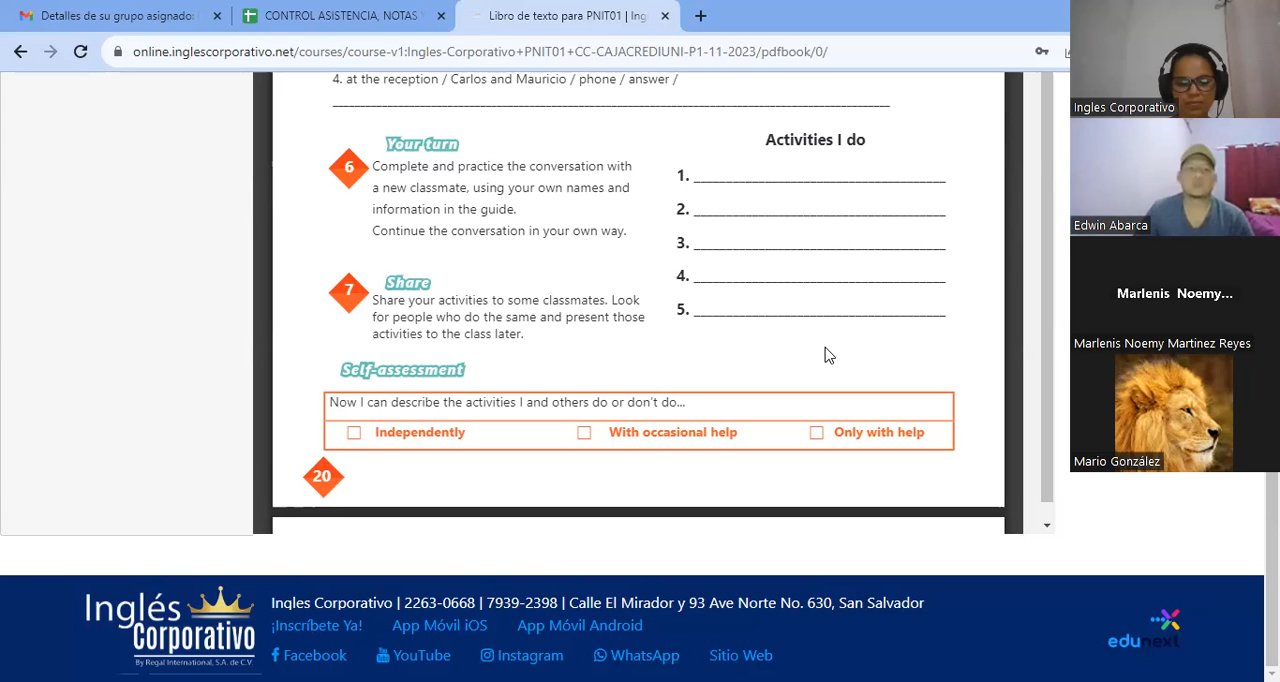 Detalles de su grupo asignado:
CONTROL ASISTENCIA, NOTAS Y
Libro de texto para PNIT01 | Ing
online.inglescorporativo.net/courses/course-v1:Ingles-Corporativo+PNIT01+CC-CAJACREDIUNI-P1-11-2023/pdfbook/0/
4. at the reception / Carlos and Mauricio / phone / answer /
Your turn
6
Complete and practice the conversation with
a new classmate, using your own names and
information in the guide.
Continue the conversation in your own way.
Activities I do
1.
2.
3.
4.
5.
Share
7
Share your activities to some classmates. Look
for people who do the same and present those
activities to the class later.
Self-assessment
Now I can describe the activities I and others do or don't do...
Independently
With occasional help
Only with help
20
Ingles Corporativo
Edwin Abarca
Marlenis Noemy...
Marlenis Noemy Martinez Reyes
Mario González
Inglés
Corporativo
By Regal International, S.A. de C.V.
Ingles Corporativo | 2263-0668 | 7939-2398 | Calle El Mirador y 93 Ave Norte No. 630, San Salvador
¡Inscríbete Ya! App Móvil iOS App Móvil Android
Facebook YouTube Instagram WhatsApp Sitio Web
edunext